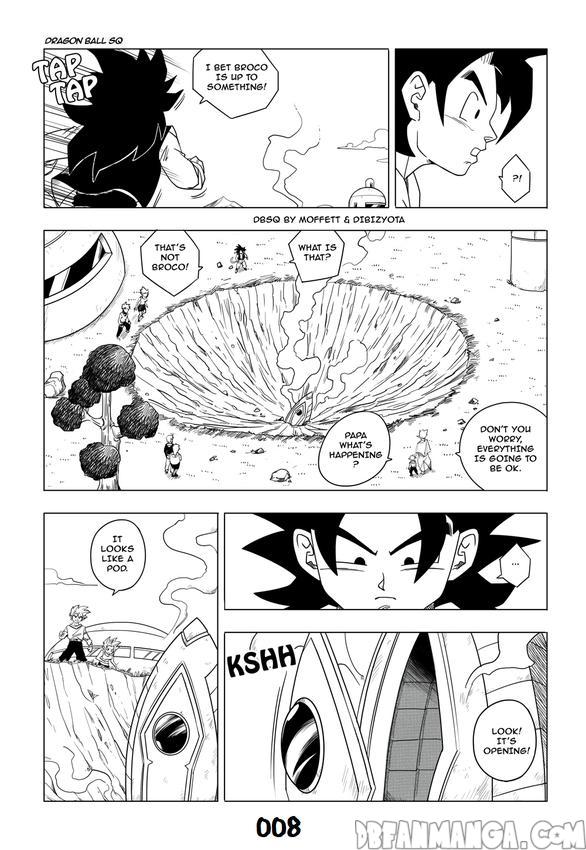 DRAGON BALL SQ
TAP
TAP
I BET BROCO
IS UP TO
SOMETHING!
?!
DBSQ BY MOFFETT & DIBIZYOTA
THAT'S
NOT
BROCO!
WHAT IS
THAT?
PAPA
WHAT'S
HAPPENING
?
DON'T YOU
WORRY,
EVERYTHING
IS GOING TO
BE OK.
IT
LOOKS
LIKE A
POD.
...
KSHH
LOOK!
IT'S
OPENING!
008
DBFANMANGA.COM